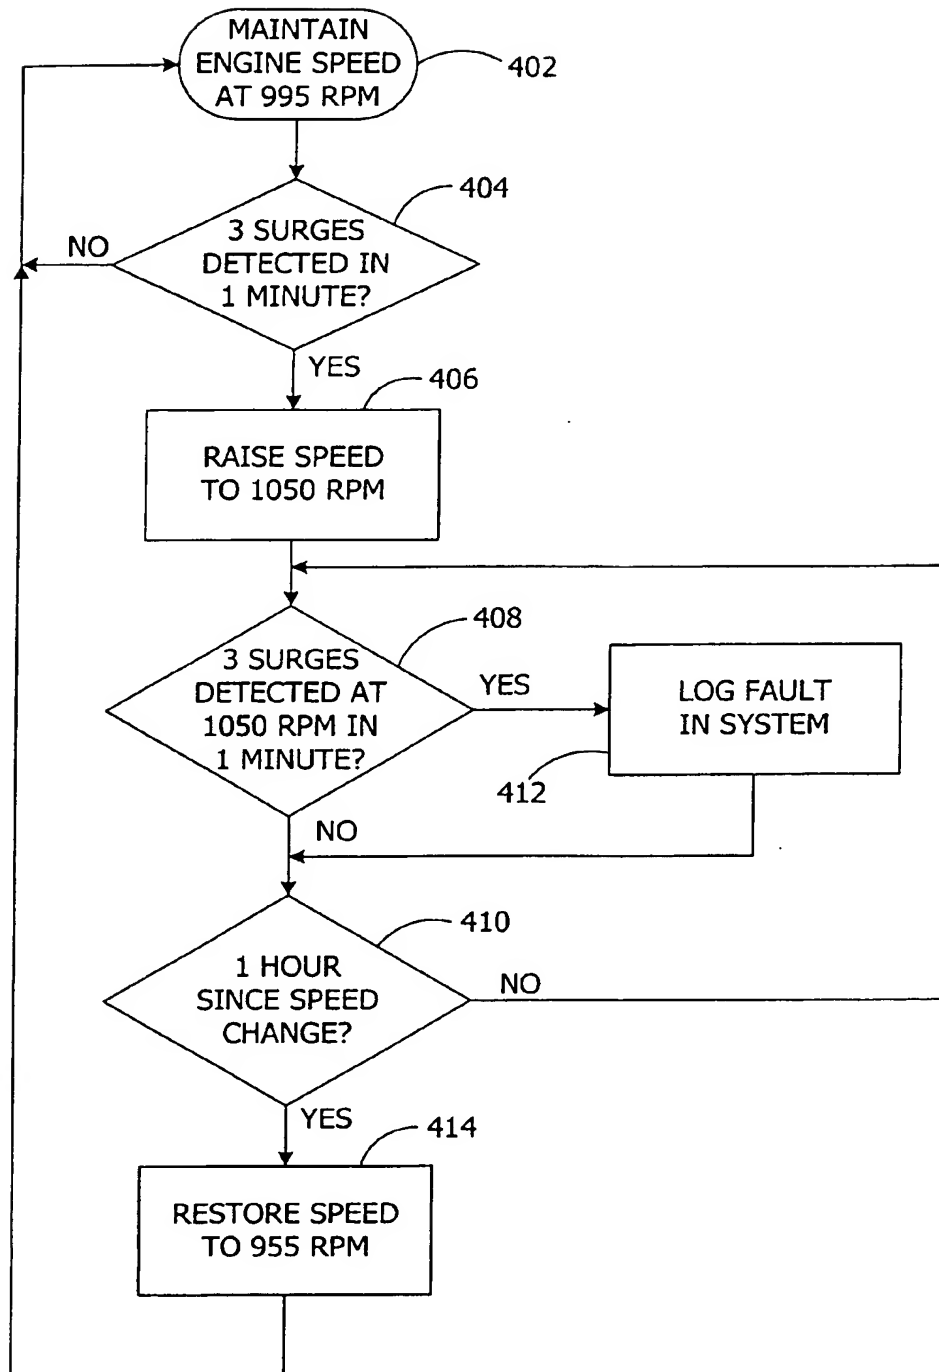 MAINTAIN
ENGINE SPEED
AT 995 RPM
402
404
3 SURGES
DETECTED IN
1 MINUTE?
NO
YES
406
RAISE SPEED
TO 1050 RPM
408
3 SURGES
DETECTED AT
1050 RPM IN
1 MINUTE?
YES
LOG FAULT
IN SYSTEM
412
NO
410
1 HOUR
SINCE SPEED
CHANGE?
NO
YES
414
RESTORE SPEED
TO 955 RPM